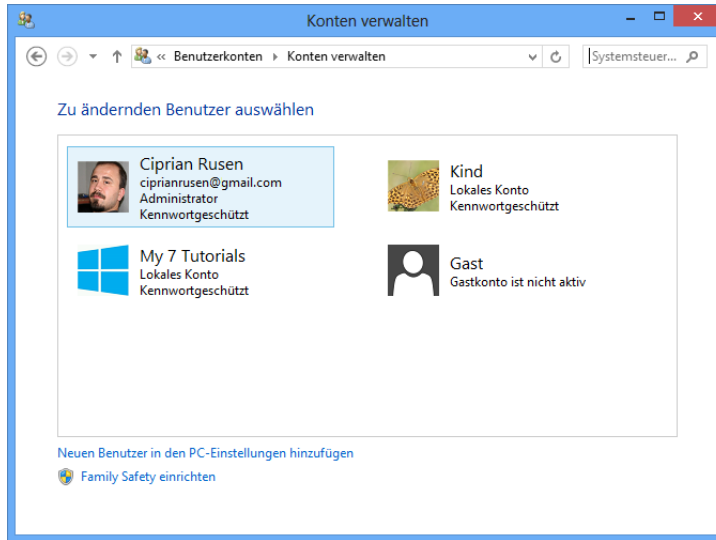 Konten verwalten
« Benutzerkonten Konten verwalten
Systemsteuer...
Zu ändernden Benutzer auswählen
Ciprian Rusen
ciprianrusen@gmail.com
Administrator
Kennwortgeschützt
Kind
Lokales Konto
Kennwortgeschützt
My 7 Tutorials
Lokales Konto
Kennwortgeschützt
Gast
Gastkonto ist nicht aktiv
Neuen Benutzer in den PC-Einstellungen hinzufügen
Family Safety einrichten